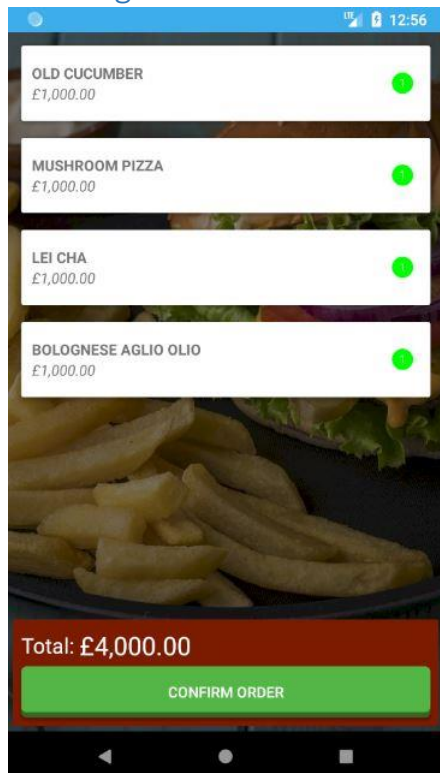 LTE 12:56
OLD CUCUMBER
£1,000.00
1
MUSHROOM PIZZA
£1,000.00
1
LEI CHA
£1,000.00
1
BOLOGNESE AGLIO OLIO
£1,000.00
1
Total: £4,000.00
CONFIRM ORDER